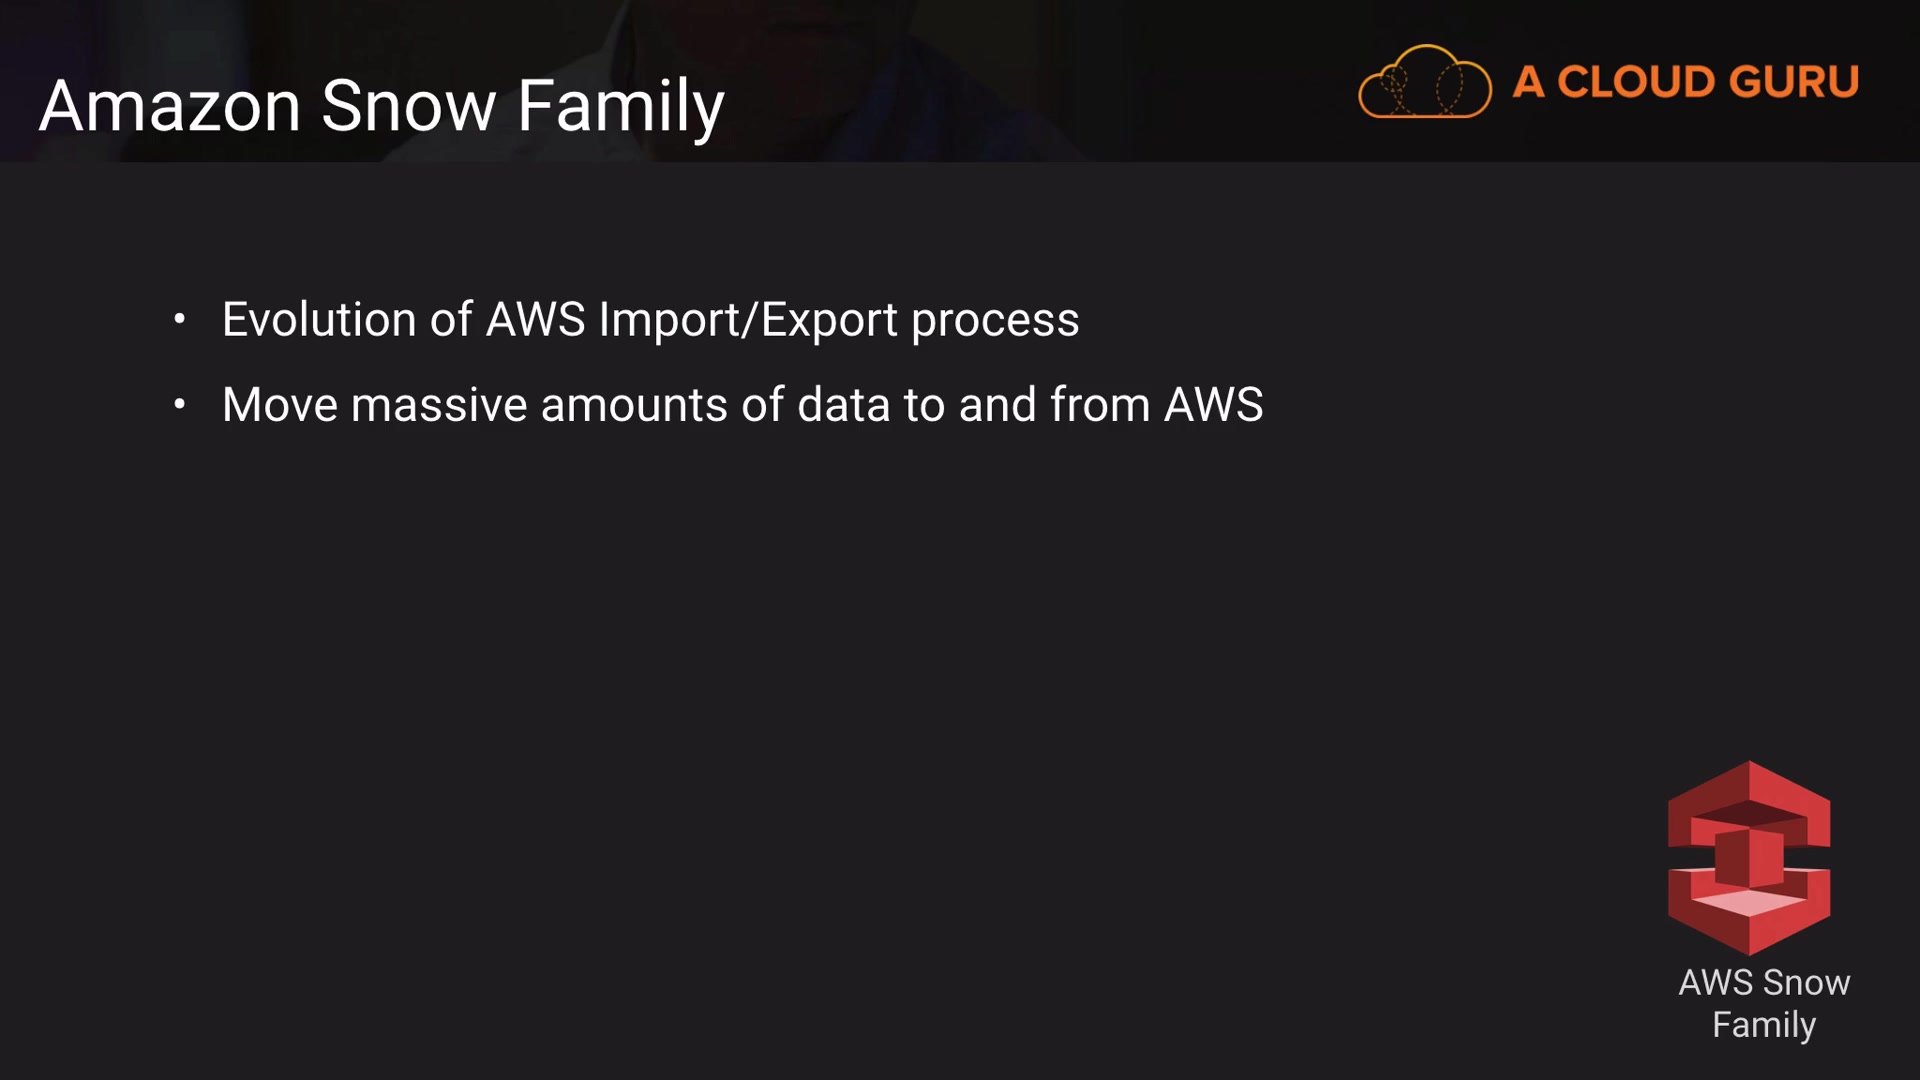 Amazon Snow Family
A CLOUD GURU
• Evolution of AWS Import/Export process
• Move massive amounts of data to and from AWS
AWS Snow
Family